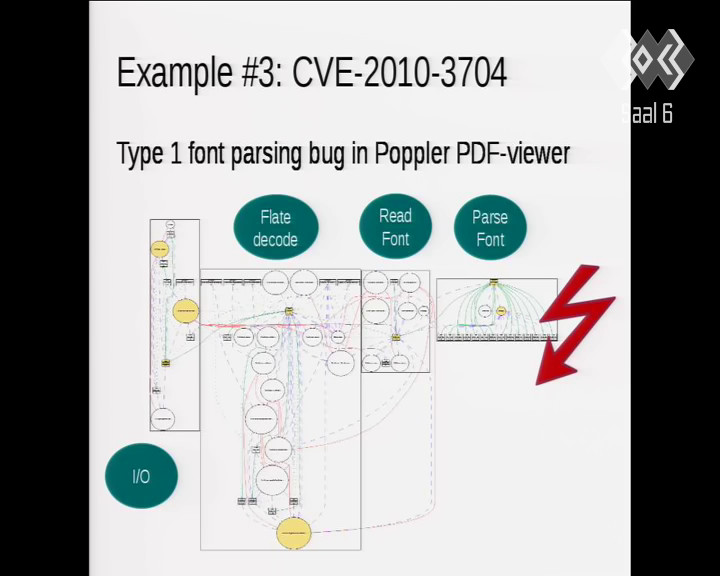 Example #3: CVE-2010-3704
Saal 6
Type 1 font parsing bug in Poppler PDF-viewer
Flate
decode
Read
Font
Parse
Font
I/O